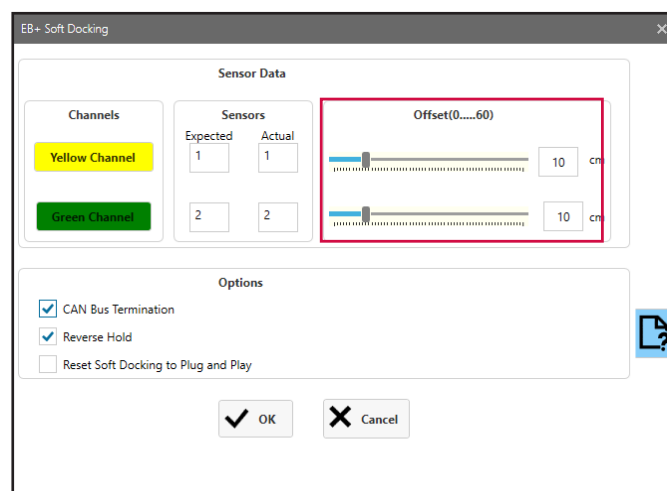 EB+ Soft Docking
Sensor Data
Channels
Sensors
Offset(0.....60)
Expected Actual
Yellow Channel
1 1
10 cm
Green Channel
2 2
10 cm
Options
CAN Bus Termination
Reverse Hold
Reset Soft Docking to Plug and Play
OK
Cancel